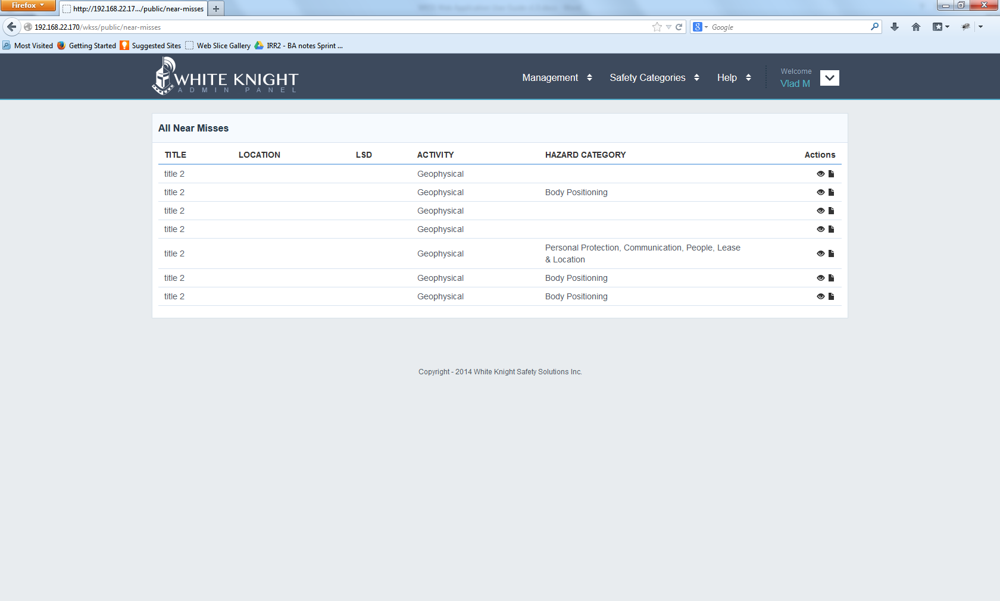 Firefox
http://192.168.22.17.../public/near-misses
192.168.22.170/wkss/public/near-misses
Google
Most Visited Getting Started Suggested Sites Web Slice Gallery IRR2 - BA notes Sprint ...
WHITE KNIGHT
ADMIN PANEL
Management Safety Categories Help
Welcome
Vlad M
All Near Misses
TITLE LOCATION LSD ACTIVITY HAZARD CATEGORY Actions
title 2 Geophysical
title 2 Geophysical Body Positioning
title 2 Geophysical
title 2 Geophysical
title 2 Geophysical Personal Protection, Communication, People, Lease
& Location
title 2 Geophysical Body Positioning
title 2 Geophysical Body Positioning
Copyright - 2014 White Knight Safety Solutions Inc.